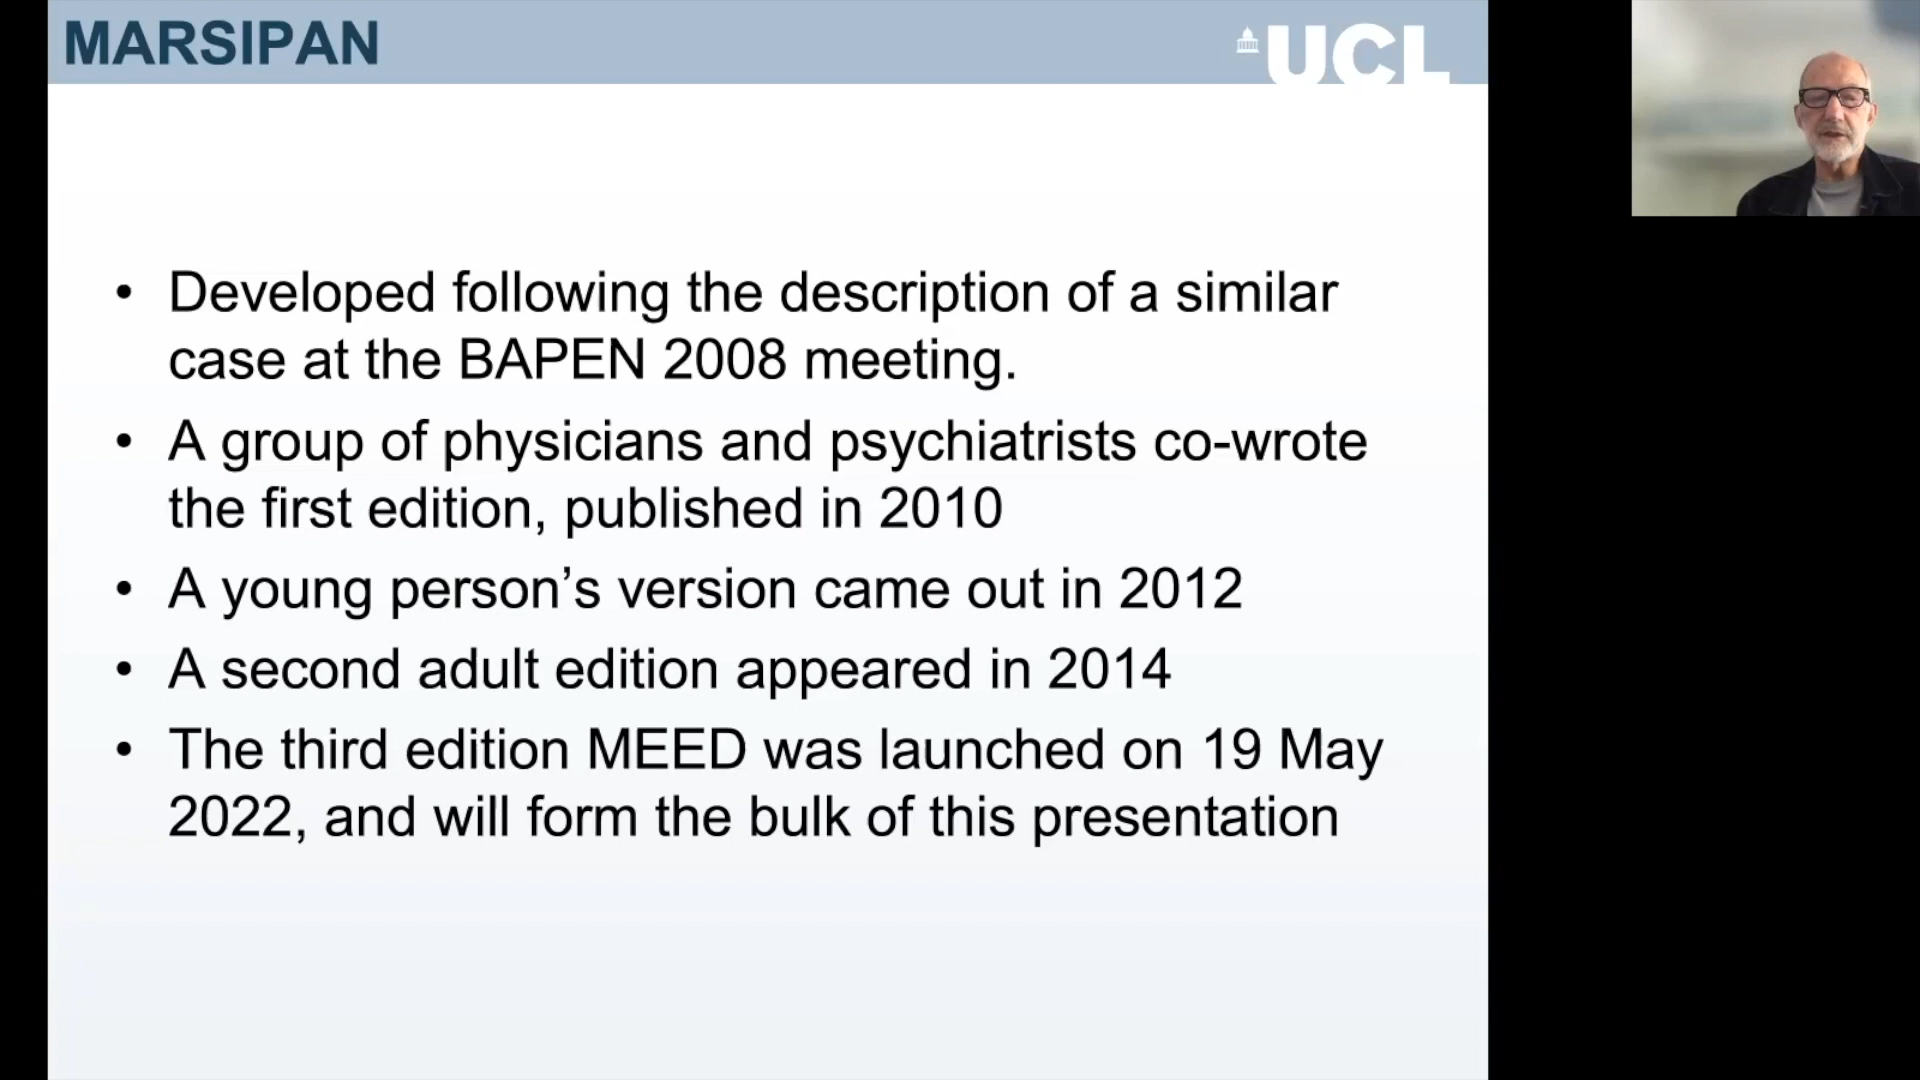 MARSIPAN
UCL
• Developed following the description of a similar
case at the BAPEN 2008 meeting.
• A group of physicians and psychiatrists co-wrote
the first edition, published in 2010
• A young person’s version came out in 2012
• A second adult edition appeared in 2014
• The third edition MEED was launched on 19 May
2022, and will form the bulk of this presentation